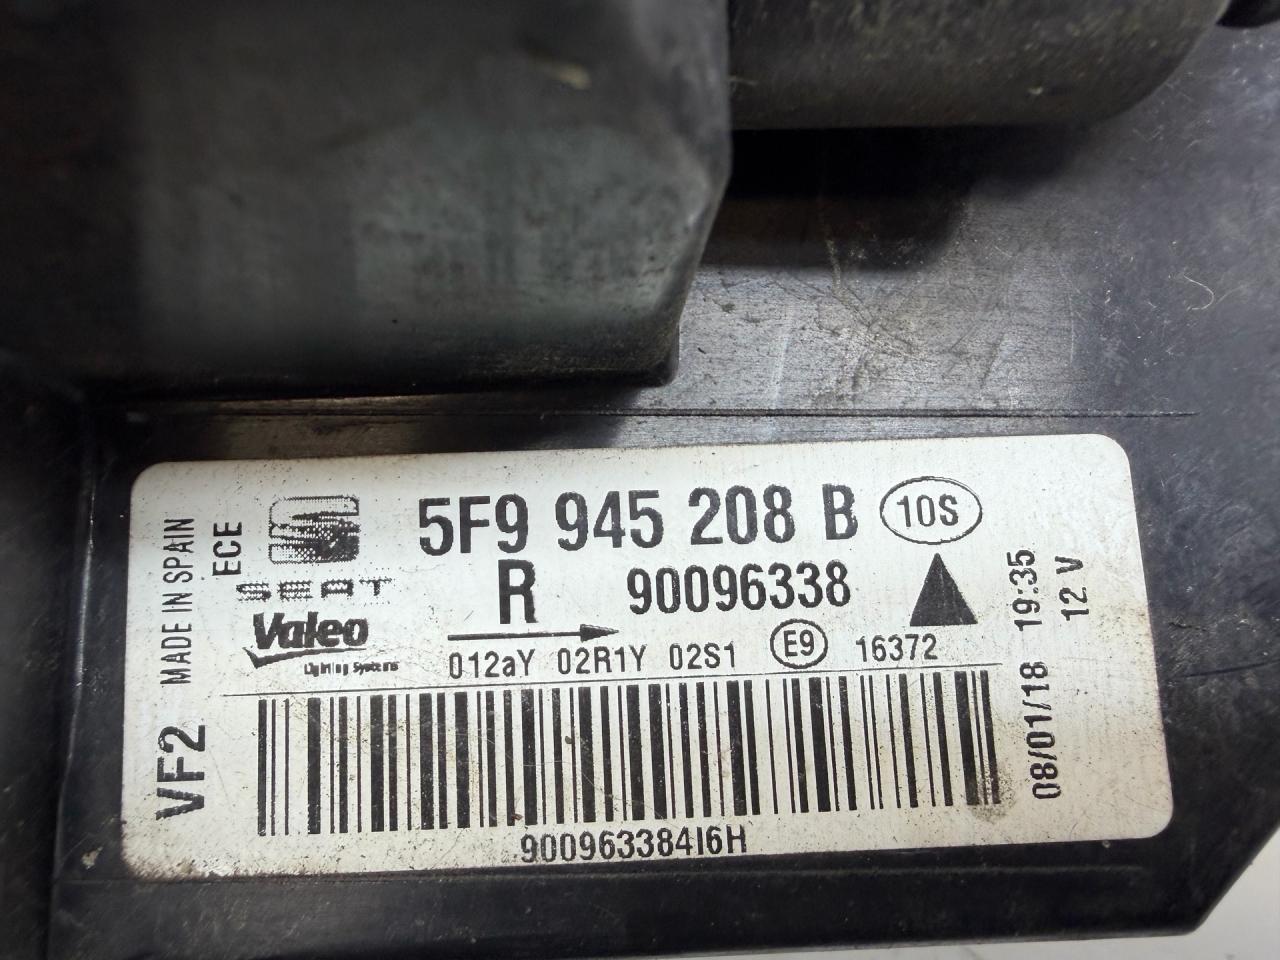 5F9 945 208 B 10S
R 90096338
012aY 02R1Y 02S1 E9 16372
MADE IN SPAIN
ECE
SEAT
Valeo
Lighting Systems
VF2
90096338416H
08/01/18 19:35
12 V